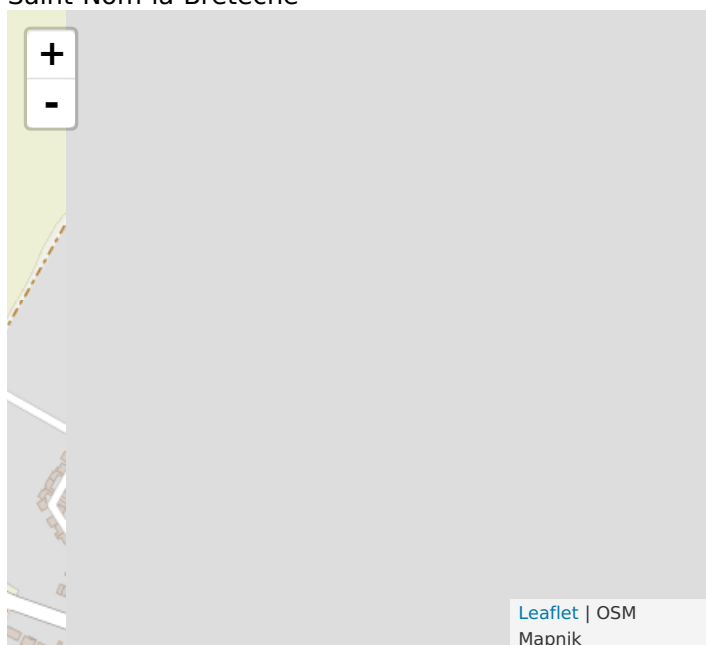 Saint-Nom-la-Bretèche
+
-
Leaflet | OSM
Mapnik